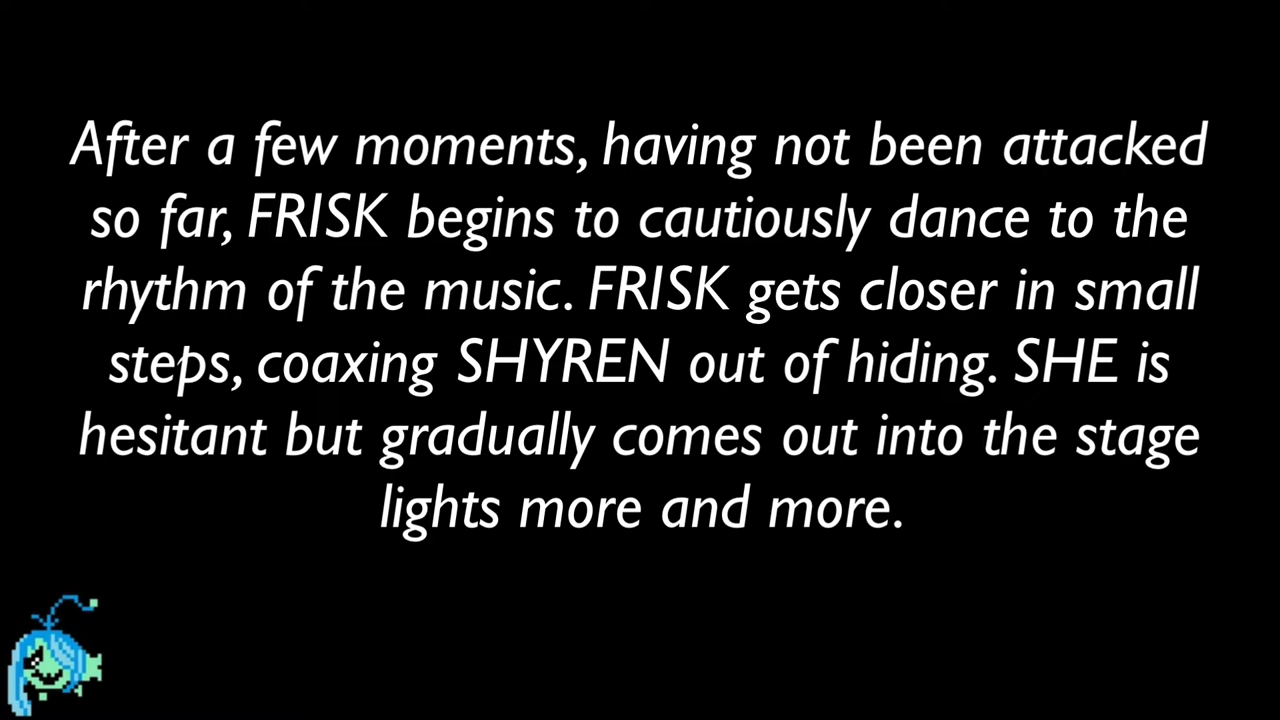 After a few moments, having not been attacked
so far, FRISK begins to cautiously dance to the
rhythm of the music. FRISK gets closer in small
steps, coaxing SHYREN out of hiding. SHE is
hesitant but gradually comes out into the stage
lights more and more.